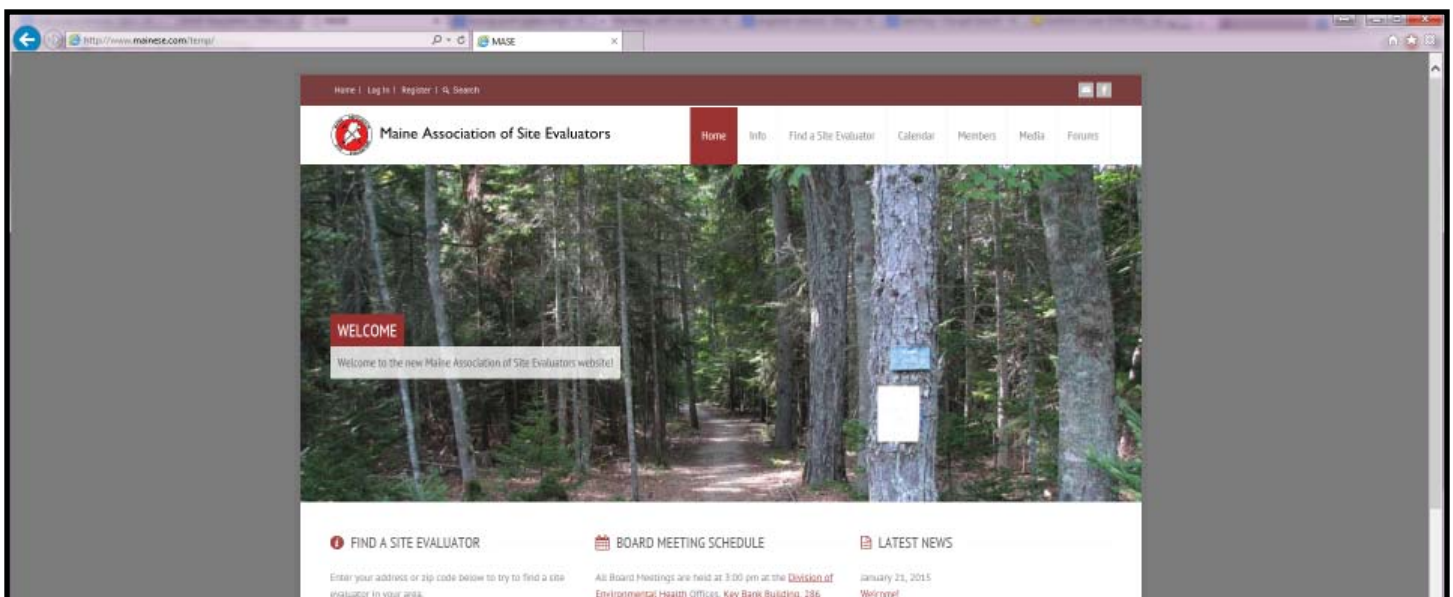 http://www.mainese.com/temp/
MASE
Home | Log In | Register | Search
Maine Association of Site Evaluators
Home Info Find a Site Evaluator Calendar Members Media Forums
WELCOME
Welcome to the new Maine Association of Site Evaluators website!
FIND A SITE EVALUATOR
Enter your address or zip code below to try to find a site
evaluator in your area.
BOARD MEETING SCHEDULE
All Board Meetings are held at 3:00 pm at the Division of
Environmental Health Offices, Key Bank Building, 286
LATEST NEWS
January 21, 2015
Welcome!